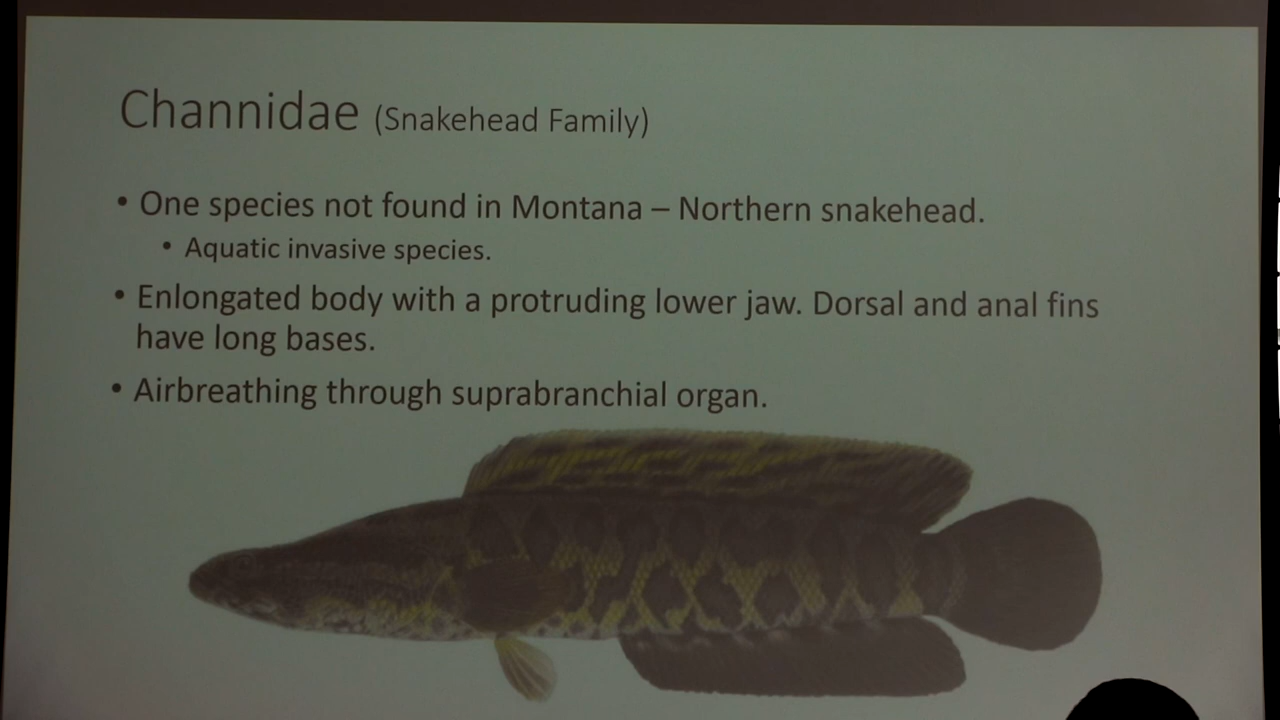 Channidae (Snakehead Family)
• One species not found in Montana – Northern snakehead.
• Aquatic invasive species.
• Enlongated body with a protruding lower jaw. Dorsal and anal fins
have long bases.
• Airbreathing through suprabranchial organ.